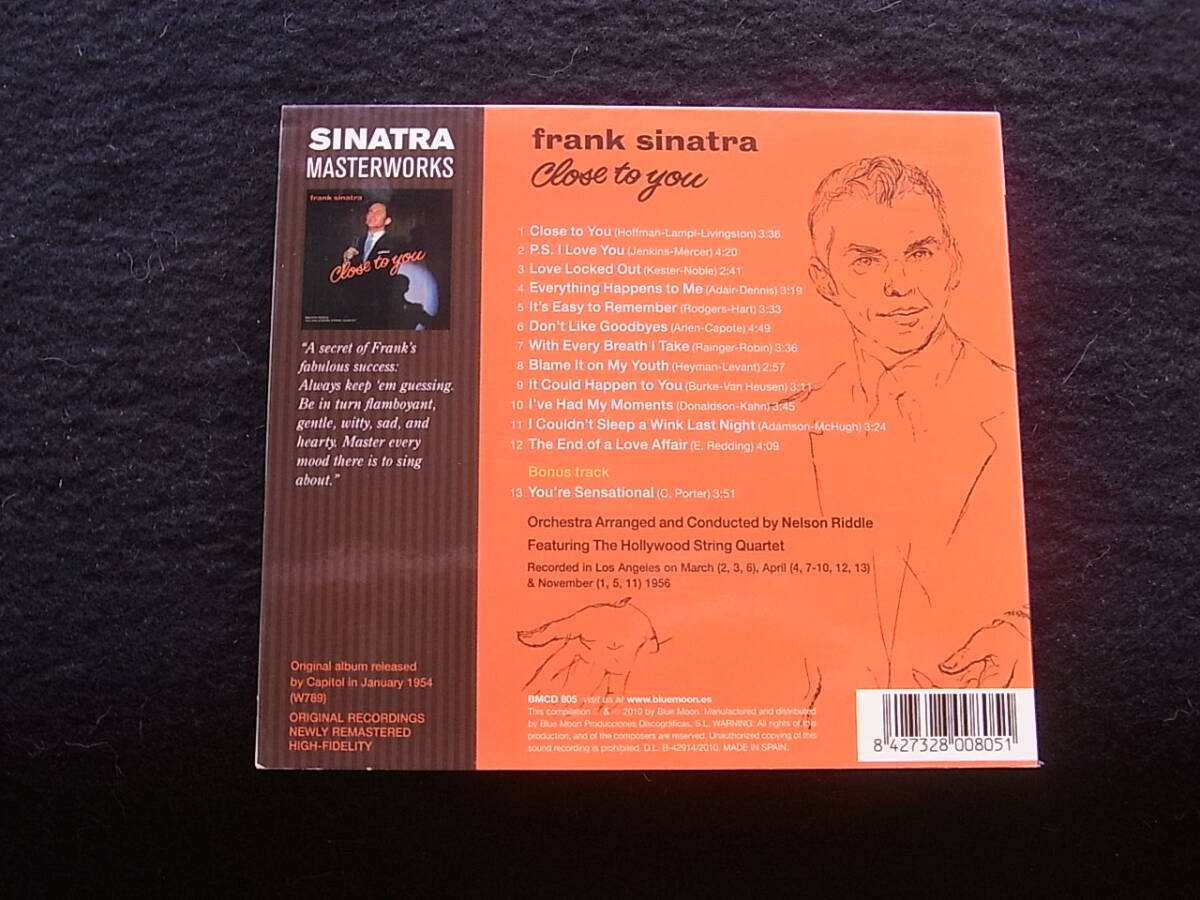 SINATRA
MASTERWORKS
frank sinatra
Close to you
"A secret of Frank's
fabulous success:
Always keep 'em guessing.
Be in turn flamboyant,
gentle, witty, sad, and
hearty. Master every
mood there is to sing
about."
Original album released
by Capitol in January 1954
(W789)
ORIGINAL RECORDINGS
NEWLY REMASTERED
HIGH-FIDELITY
frank sinatra
Close to you
1 Close to You (Hoffman-Lampl-Livingston) 3:36
2 P.S. I Love You (Jenkins-Mercer) 4:20
3 Love Locked Out (Kester-Noble) 2:41
4 Everything Happens to Me (Adair-Dennis) 3:19
5 It's Easy to Remember (Rodgers-Hart) 3:33
6 Don't Like Goodbyes (Arlen-Capote) 4:49
7 With Every Breath I Take (Rainger-Robin) 3:36
8 Blame It on My Youth (Heyman-Levant) 2:57
9 It Could Happen to You (Burke-Van Heusen) 3:11
10 I've Had My Moments (Donaldson-Kahn) 3:45
11 I Couldn't Sleep a Wink Last Night (Adamson-McHugh) 3:24
12 The End of a Love Affair (E. Redding) 4:09
Bonus track
13 You're Sensational (C. Porter) 3:51
Orchestra Arranged and Conducted by Nelson Riddle
Featuring The Hollywood String Quartet
Recorded in Los Angeles on March (2, 3, 6), April (4, 7-10, 12, 13)
& November (1, 5, 11) 1956
BMCD 805 visit us at www.bluemoon.es
This compilation & 2010 by Blue Moon. Manufactured and distributed
by Blue Moon Producciones Discográficas, S.L. WARNING. All rights of this
production, and of the composers are reserved. Unauthorized copying of this
sound recording is prohibited. D.L. B-42914/2010. MADE IN SPAIN.
8 427328 008051